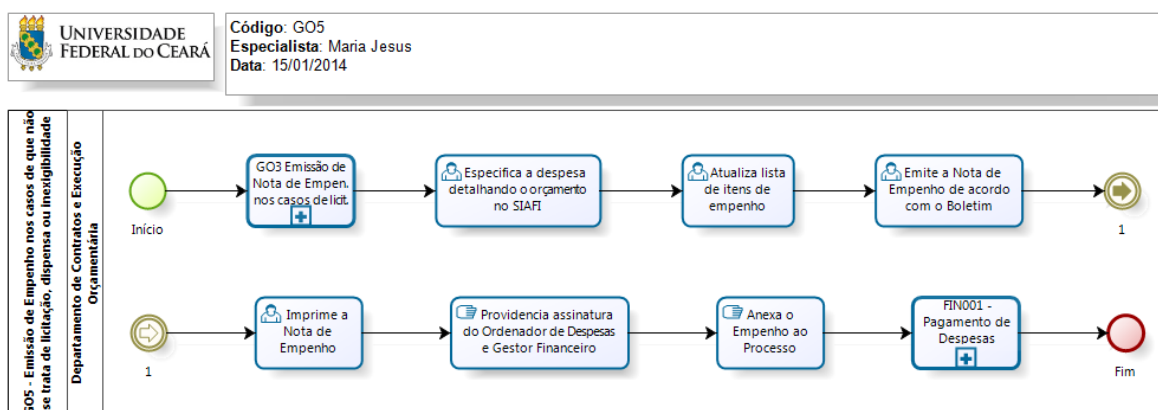 UNIVERSIDADE
FEDERAL DO CEARÁ
Código: GO5
Especialista: Maria Jesus
Data: 15/01/2014
GO5 - Emissão de Empenho nos casos de que não
se trata de licitação, dispensa ou inexigibilidade
Departamento de Contratos e Execução
Orçamentária
Início
GO3 Emissão de
Nota de Empen.
nos casos de licit.
Especifica a despesa
detalhando o orçamento
no SIAFI
Atualiza lista
de itens de
empenho
Emite a Nota de
Empenho de acordo
com o Boletim
1
1
Imprime a
Nota de
Empenho
Providencia assinatura
do Ordenador de Despesas
e Gestor Financeiro
Anexa o
Empenho ao
Processo
FIN001 -
Pagamento de
Despesas
Fim